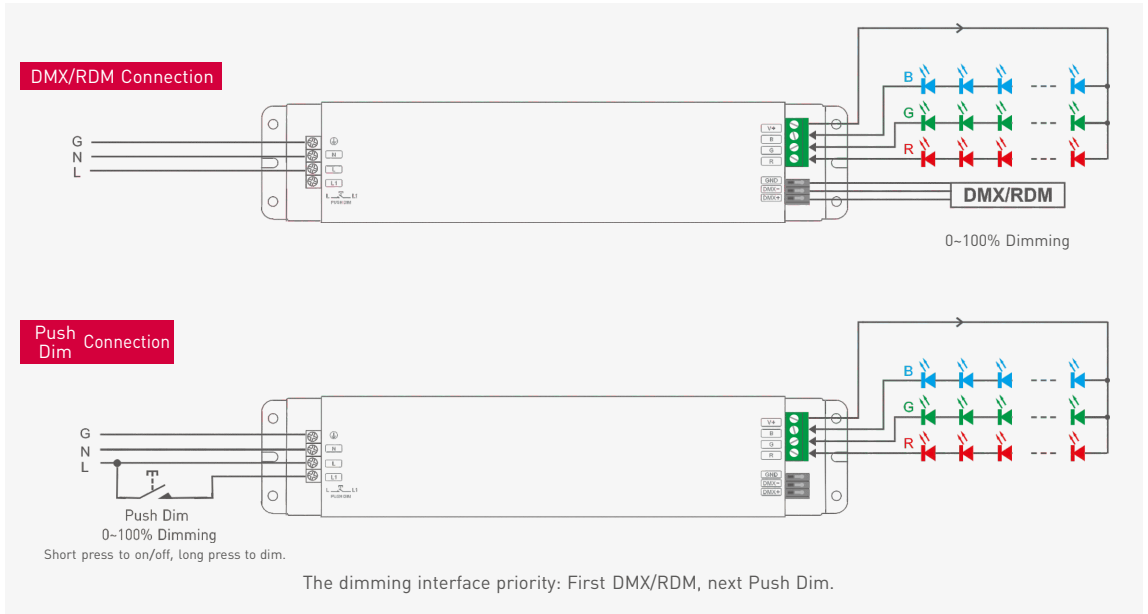 DMX/RDM Connection
G
N
L
N
L
L1
L L1
PUSH DIM
V+
B
G
R
GND
DMX-
DMX+
B
G
R
DMX/RDM
0~100% Dimming
Push Dim Connection
G
N
L
N
L
L1
L L1
PUSH DIM
Push Dim
0~100% Dimming
Short press to on/off, long press to dim.
V+
B
G
R
GND
DMX-
DMX+
B
G
R
The dimming interface priority: First DMX/RDM, next Push Dim.